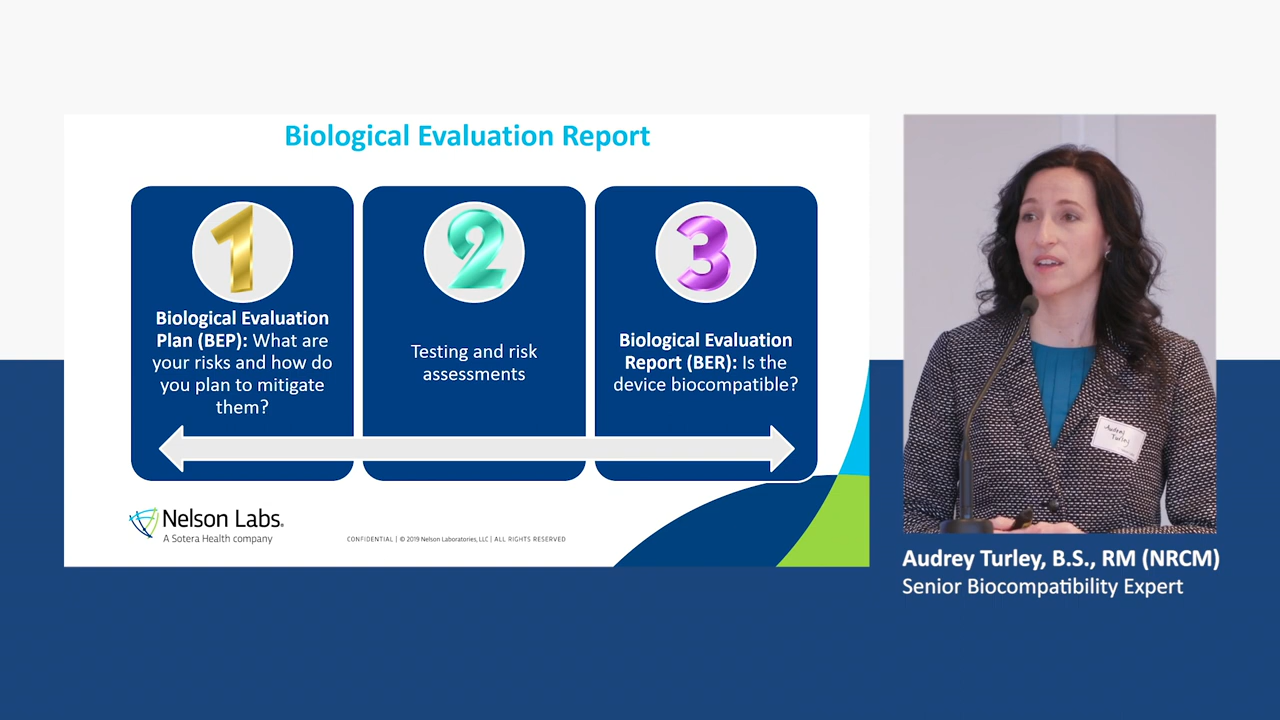 Biological Evaluation Report
1
Biological Evaluation
Plan (BEP): What are
your risks and how do
you plan to mitigate
them?
2
Testing and risk
assessments
3
Biological Evaluation
Report (BER): Is the
device biocompatible?
Nelson Labs®
A Sotera Health company
CONFIDENTIAL | © 2019 Nelson Laboratories, LLC | ALL RIGHTS RESERVED
Audrey
Turley
Audrey Turley, B.S., RM (NRCM)
Senior Biocompatibility Expert